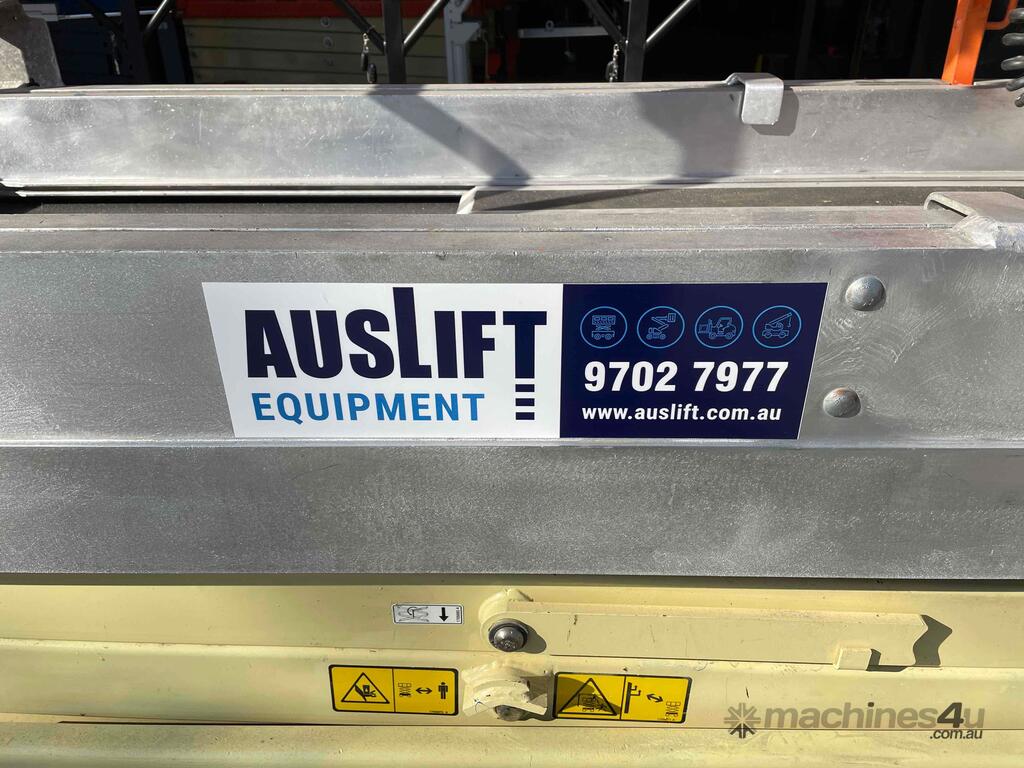 AUSLIFT
EQUIPMENT
9702 7977
www.auslift.com.au
machines4u
.com.au